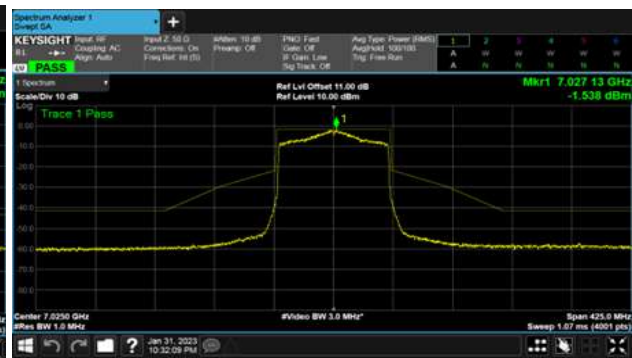 Spectrum Analyzer 1
Swept SA
+
KEYSIGHT
Input: RF
Input Z: 50 Ω
#Atten: 10 dB
PNO: Fast
Avg Type: Power (RMS)
1 2 3 4 5 6
RL
Coupling: AC
Corrections: On
Preamp: Off
Gate: Off
Avg|Hold: 100/100
A W W W W W
Align: Auto
Freq Ref: Int (S)
IF Gain: Low
Trig: Free Run
Sig Track: Off
A N N N N N
PASS
1 Spectrum
Scale/Div 10 dB
Ref Lvl Offset 11.00 dB
Ref Level 10.00 dBm
Mkr1 7.027 13 GHz
-1.538 dBm
Log
Trace 1 Pass
1
0.00
-10.0
-20.0
-30.0
-40.0
-50.0
-60.0
-80.0
Center 7.0250 GHz
#Video BW 3.0 MHz*
Span 425.0 MHz
#Res BW 1.0 MHz
Sweep 1.07 ms (4001 pts)
?
Jan 31, 2023
10:32:09 PM